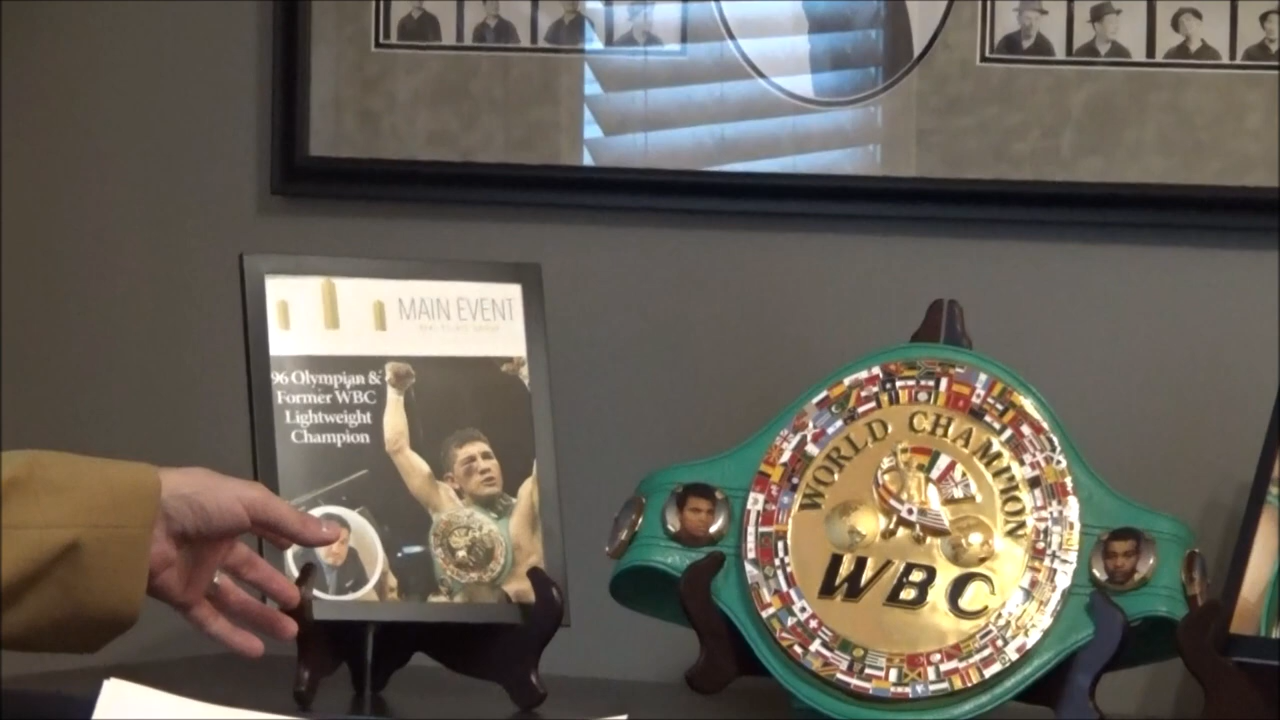 MAIN EVENT
96 Olympian &
Former WBC
Lightweight
Champion
WORLD CHAMPION
WBC